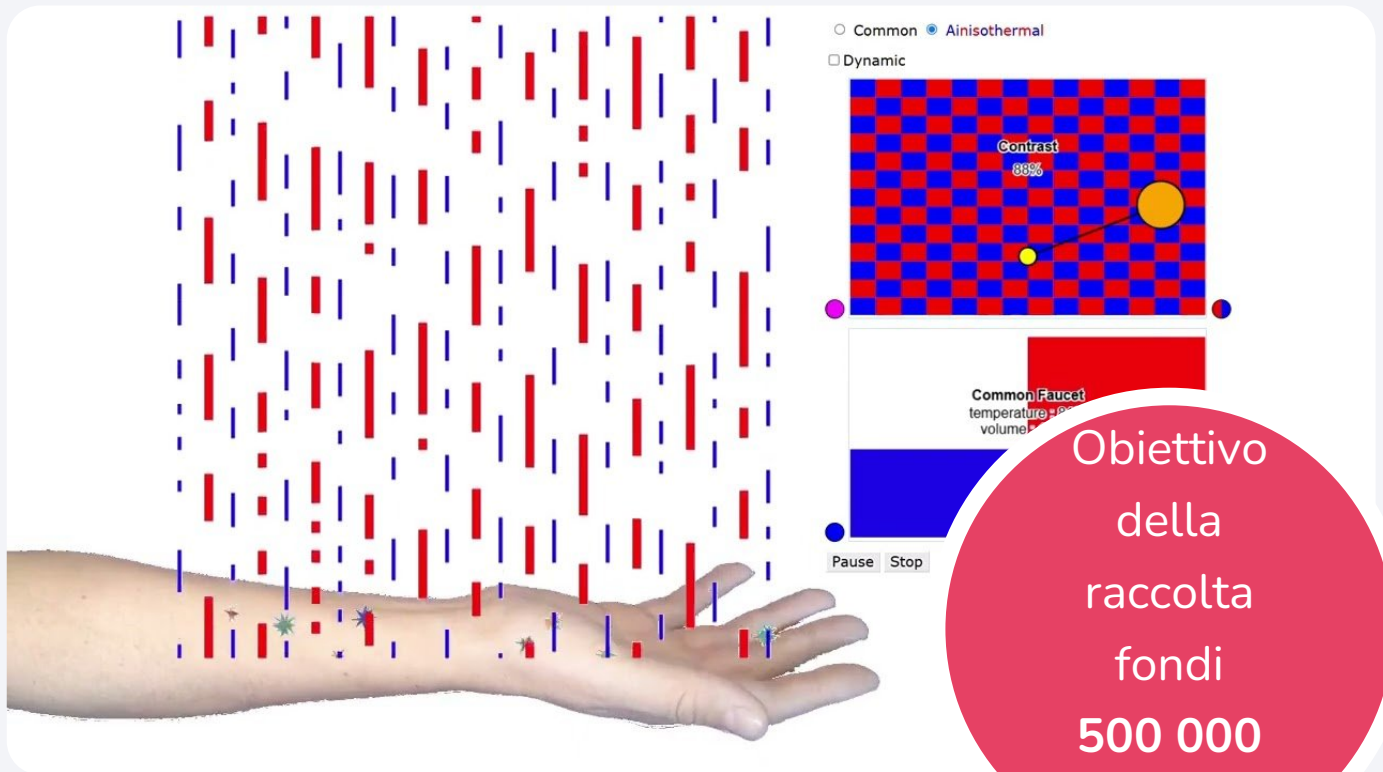 Common Ainisothermal
Dynamic
Contrast
88%
Common Faucet
temperature -
volume
Pause Stop
Obiettivo
della
raccolta
fondi
500 000